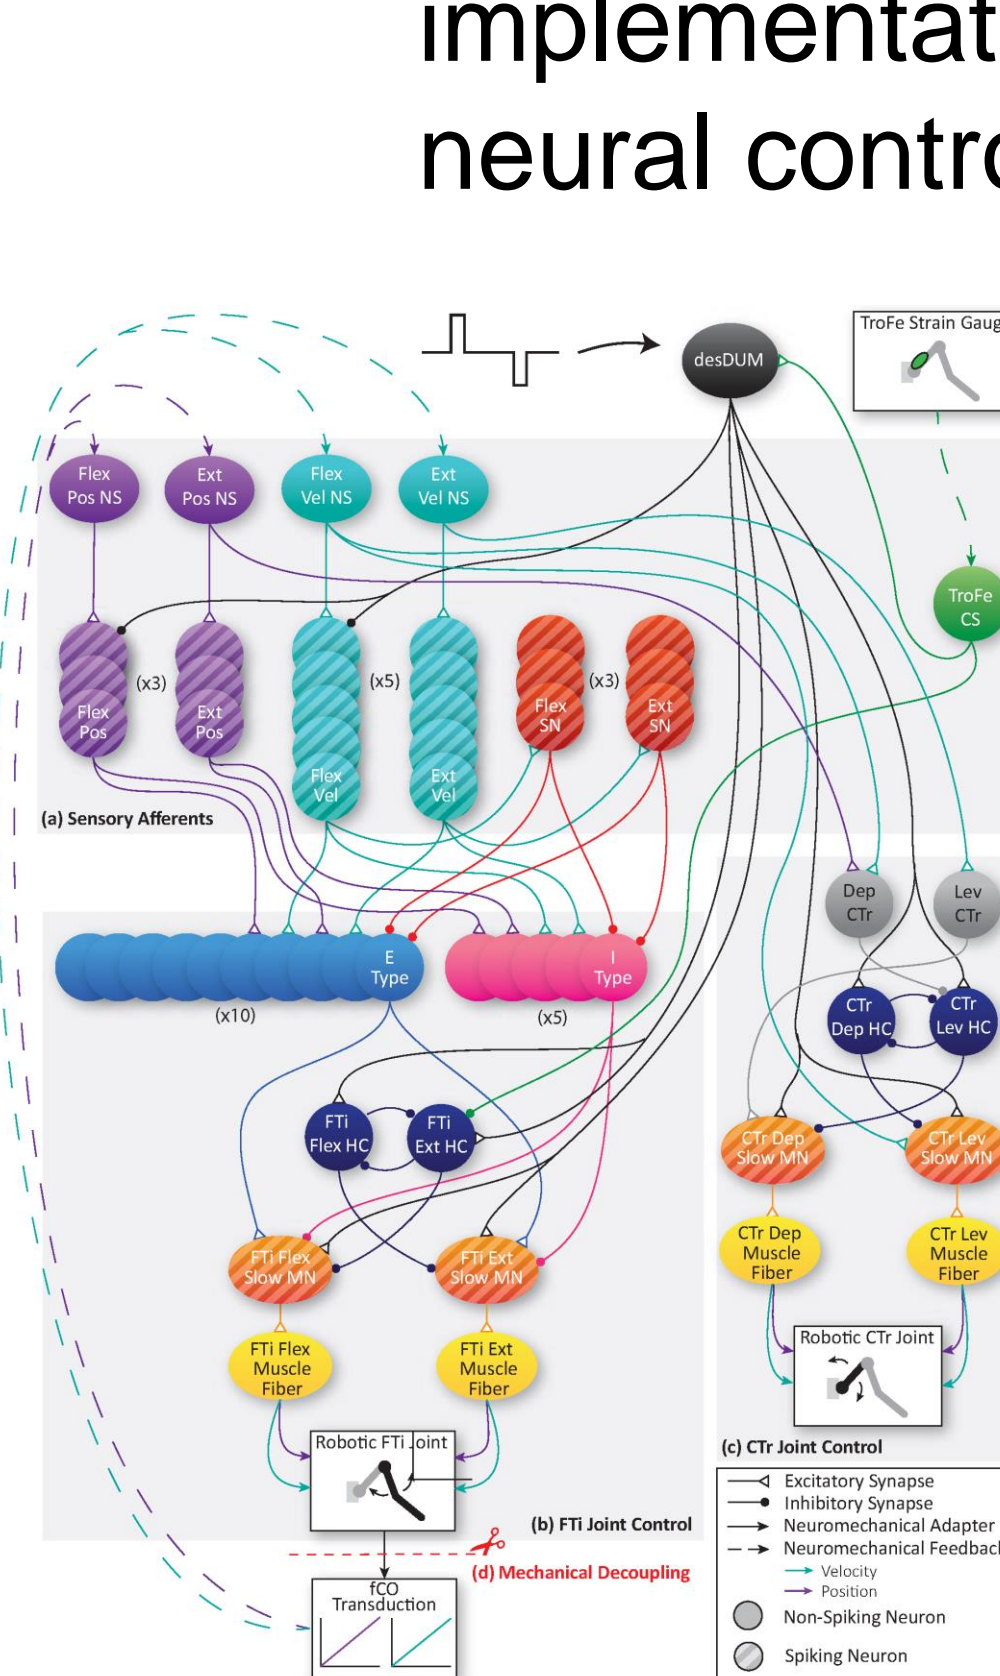 implementat
neural contro
TroFe Strain Gaug
desDUM
Flex
Pos NS
Ext
Pos NS
Flex
Vel NS
Ext
Vel NS
TroFe
CS
(x3)
(x5)
(x3)
Flex
Pos
Ext
Pos
Flex
SN
Ext
SN
Flex
Vel
Ext
Vel
(a) Sensory Afferents
Dep
CTr
Lev
CTr
E
Type
I
Type
(x10)
(x5)
CTr
Dep HC
CTr
Lev HC
FTi
Flex HC
FTi
Ext HC
CTr Dep
Slow MN
CTr Lev
Slow MN
FTi Flex
Slow MN
FTi Ext
Slow MN
CTr Dep
Muscle
Fiber
CTr Lev
Muscle
Fiber
FTi Flex
Muscle
Fiber
FTi Ext
Muscle
Fiber
Robotic CTr Joint
Robotic FTi Joint
(c) CTr Joint Control
(b) FTi Joint Control
(d) Mechanical Decoupling
fCO
Transduction
Excitatory Synapse
Inhibitory Synapse
Neuromechanical Adapter
Neuromechanical Feedback
Velocity
Position
Non-Spiking Neuron
Spiking Neuron